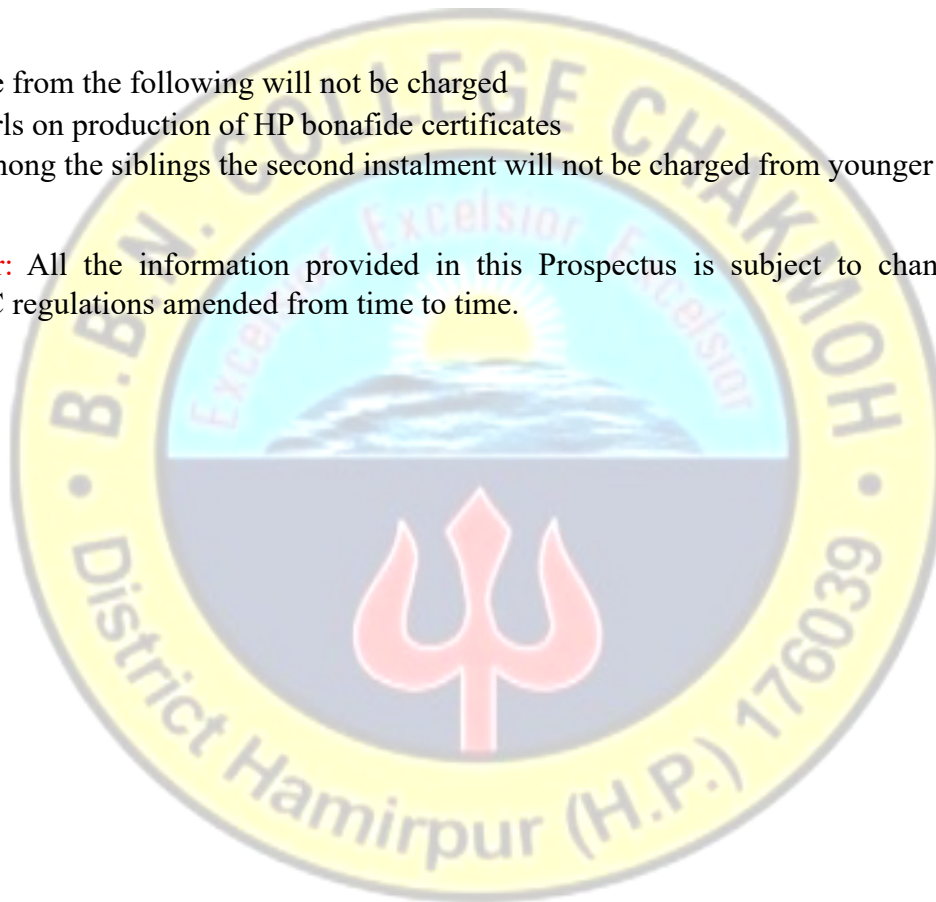 e from the following will not be charged
rls on production of HP bonafide certificates
nong the siblings the second instalment will not be charged from younger
r: All the information provided in this Prospectus is subject to chan
C regulations amended from time to time.
B.B.N. COLLEGE CHAKMOH
Excelsior Excelsior Excelsior
• District Hamirpur (H.P.) 176039 •